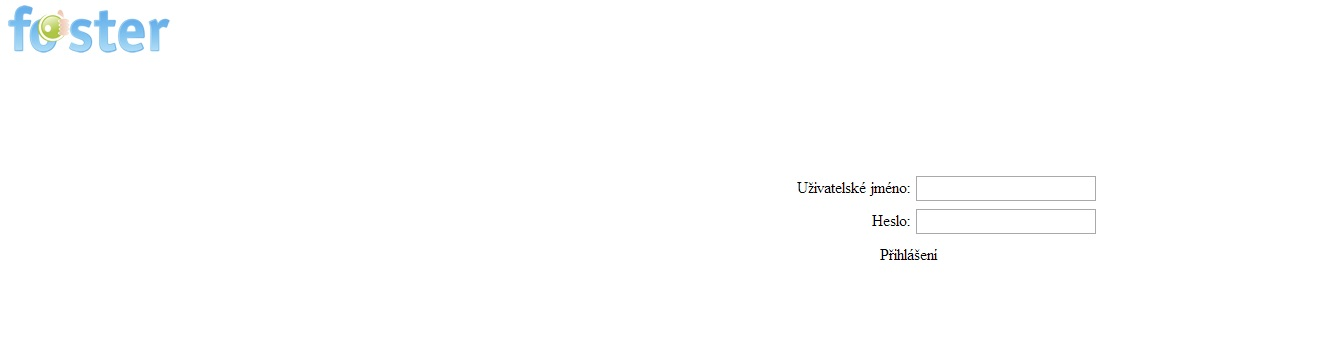 foster
Uživatelské jméno:
Heslo:
Přihlášení